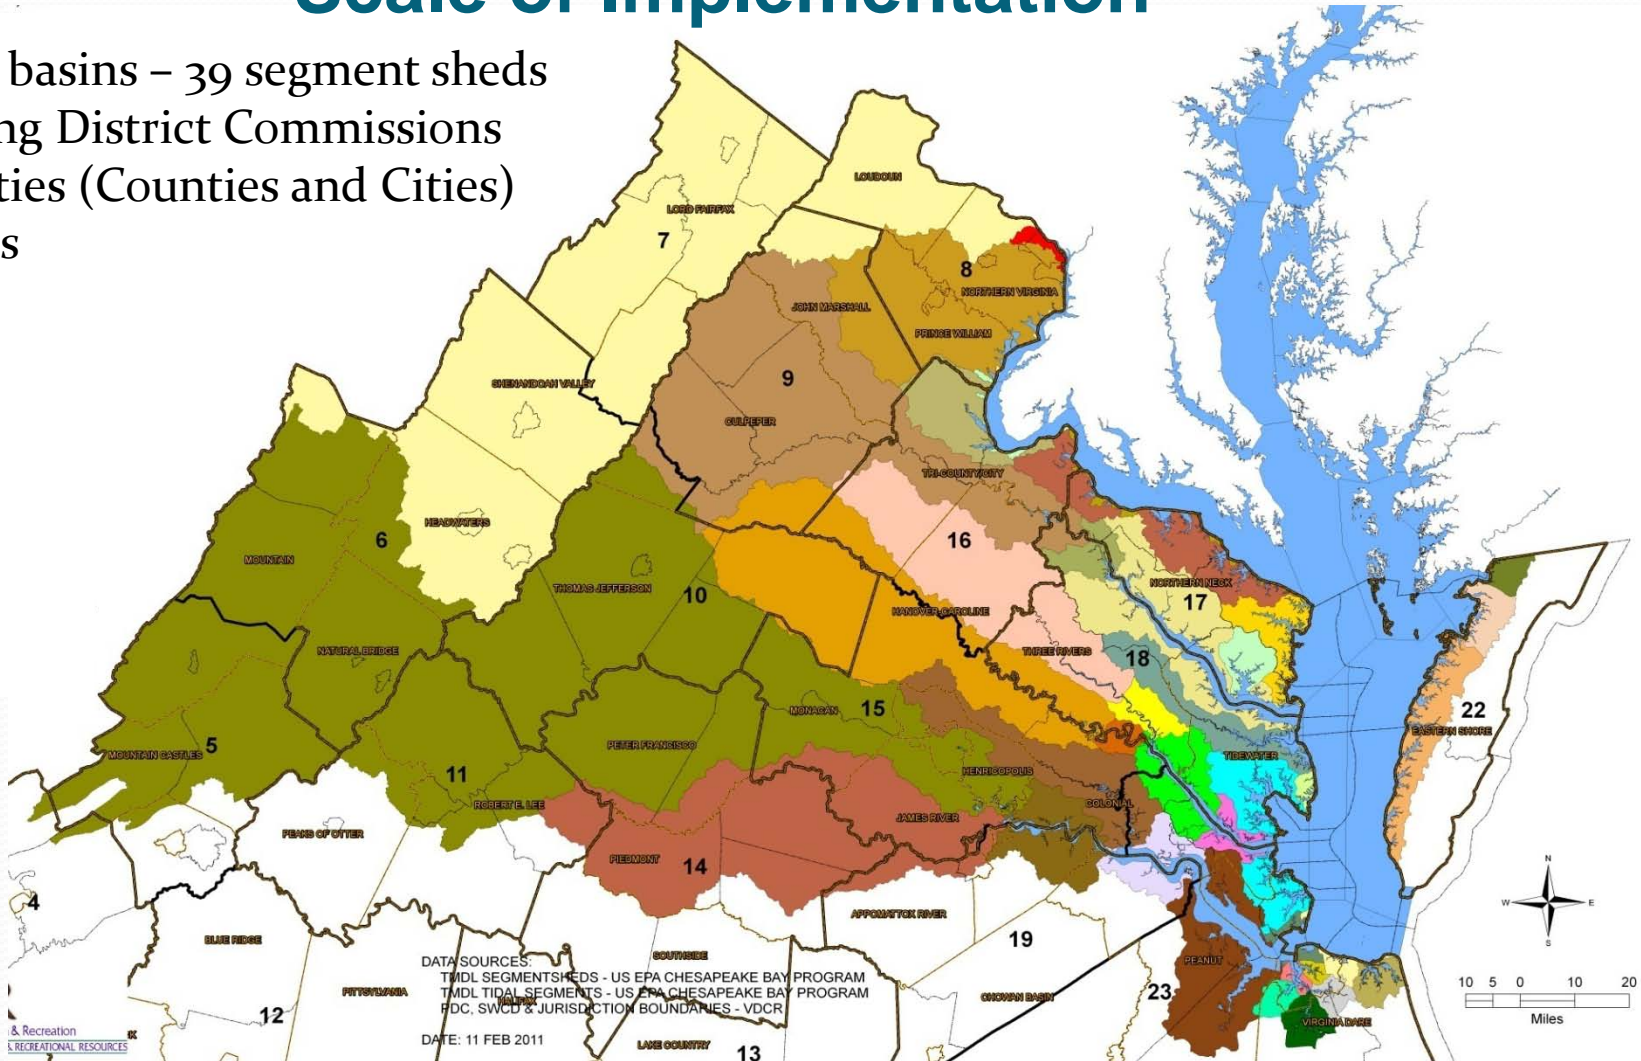 Scale of Implementation
basins – 39 segment sheds
ng District Commissions
ties (Counties and Cities)
s
LOUDOUN
LORD FAIRFAX
7
8
NORTHERN VIRGINIA
JOHN MARSHALL
PRINCE WILLIAM
9
SHENANDOAH VALLEY
CULPEPER
TRI-COUNTY/CITY
HEADWATERS
6
16
MOUNTAIN
THOMAS JEFFERSON
10
NORTHERN NECK
17
HANOVER-CAROLINE
NATURAL BRIDGE
THREE RIVERS
18
MONACAN
15
22
EASTERN SHORE
MOUNTAIN CASTLES
5
PETER FRANCISCO
TIDEWATER
11
HENRICOPOLIS
ROBERT E. LEE
COLONIAL
PEAKS OF OTTER
JAMES RIVER
PIEDMONT
14
4
APPOMATTOX RIVER
N
W
E
S
BLUE RIDGE
19
SOUTHSIDE
PEANUT
DATA SOURCES:
TMDL SEGMENTSHEDS - US EPA CHESAPEAKE BAY PROGRAM
TMDL TIDAL SEGMENTS - US EPA CHESAPEAKE BAY PROGRAM
PDC, SWCD & JURISDICTION BOUNDARIES - VDCR
DATE: 11 FEB 2011
PITTSYLVANIA
HALIFAX
CHOWAN BASIN
23
10 5 0 10 20
Miles
12
VIRGINIA DARE
& Recreation
& RECREATIONAL RESOURCES
K
LAKE COUNTRY
13